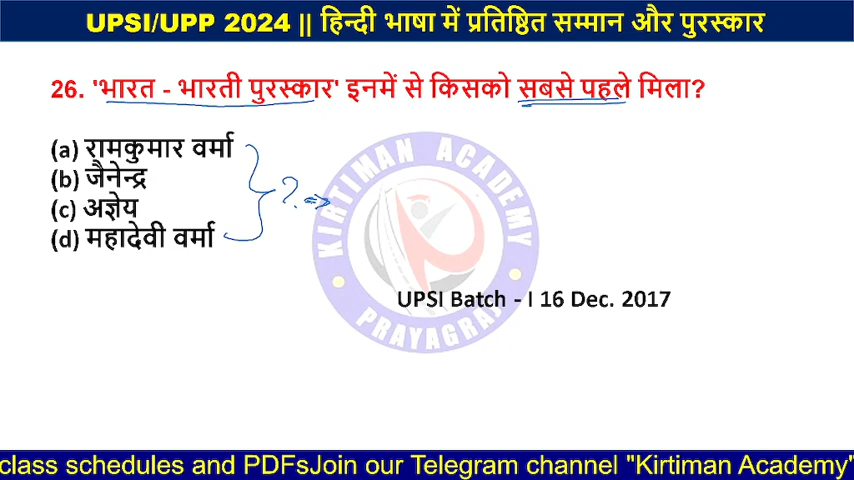 UPSI/UPP 2024 || हिन्दी भाषा में प्रतिष्ठित सम्मान और पुरस्कार
26. 'भारत - भारती पुरस्कार' इनमें से किसको सबसे पहले मिला?
(a) रामकुमार वर्मा
(b) जैनेन्द्र
(c) अज्ञेय
(d) महादेवी वर्मा
?
KIRTIMAN ACADEMY
PRAYAGRAJ
UPSI Batch - I 16 Dec. 2017
class schedules and PDFsJoin our Telegram channel "Kirtiman Academy"